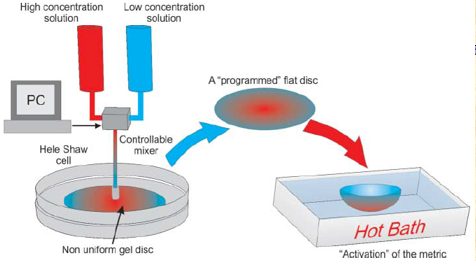 High concentration
solution
Low concentration
solution
PC
Controllable
mixer
Hele Shaw
cell
Non uniform gel disc
A "programmed" flat disc
Hot Bath
"Activation" of the metric